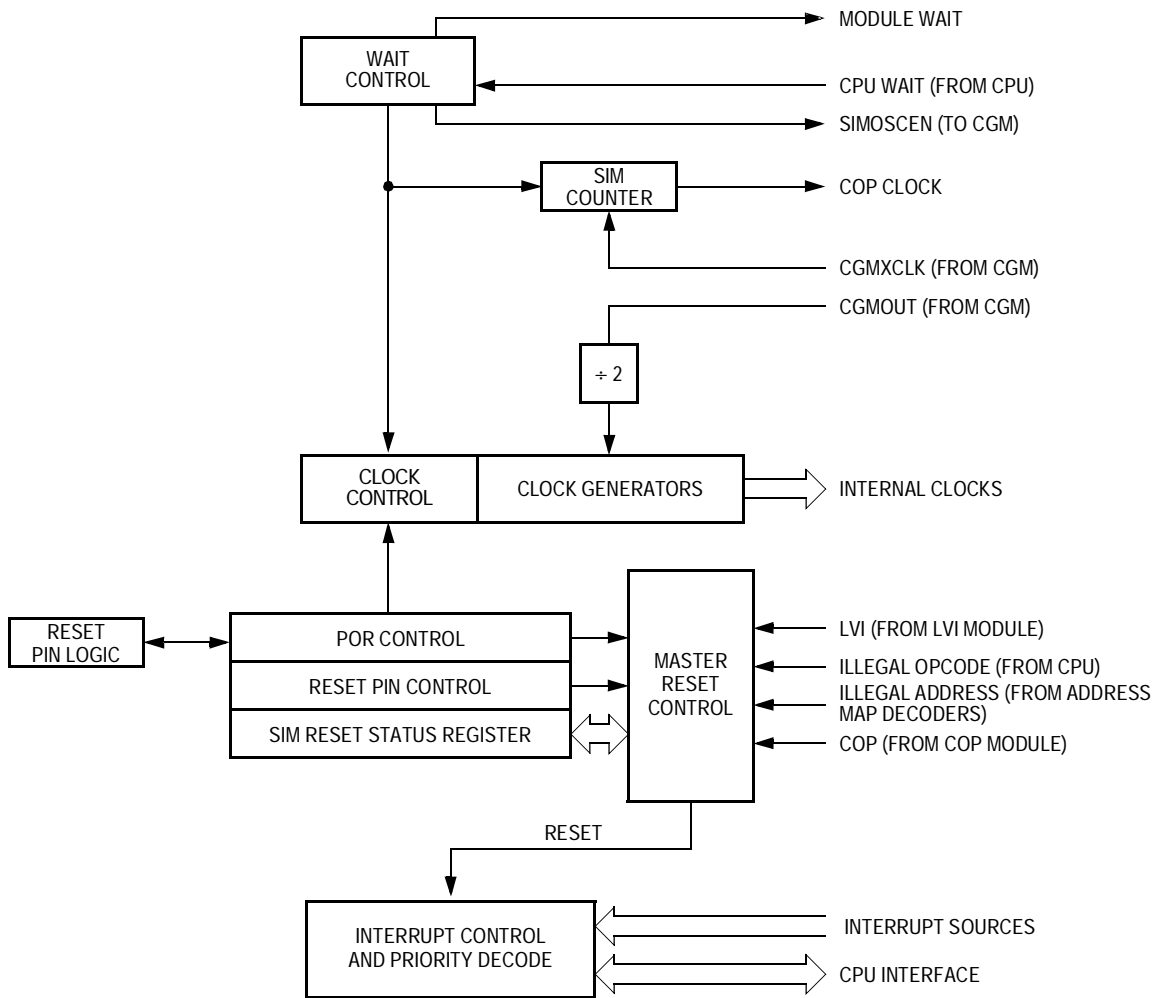 MODULE WAIT
WAIT
CONTROL
CPU WAIT (FROM CPU)
SIMOSCEN (TO CGM)
SIM
COUNTER
COP CLOCK
CGMXCLK (FROM CGM)
CGMOUT (FROM CGM)
÷ 2
CLOCK
CONTROL
CLOCK GENERATORS
INTERNAL CLOCKS
RESET
PIN LOGIC
POR CONTROL
RESET PIN CONTROL
SIM RESET STATUS REGISTER
MASTER
RESET
CONTROL
LVI (FROM LVI MODULE)
ILLEGAL OPCODE (FROM CPU)
ILLEGAL ADDRESS (FROM ADDRESS
MAP DECODERS)
COP (FROM COP MODULE)
RESET
INTERRUPT CONTROL
AND PRIORITY DECODE
INTERRUPT SOURCES
CPU INTERFACE